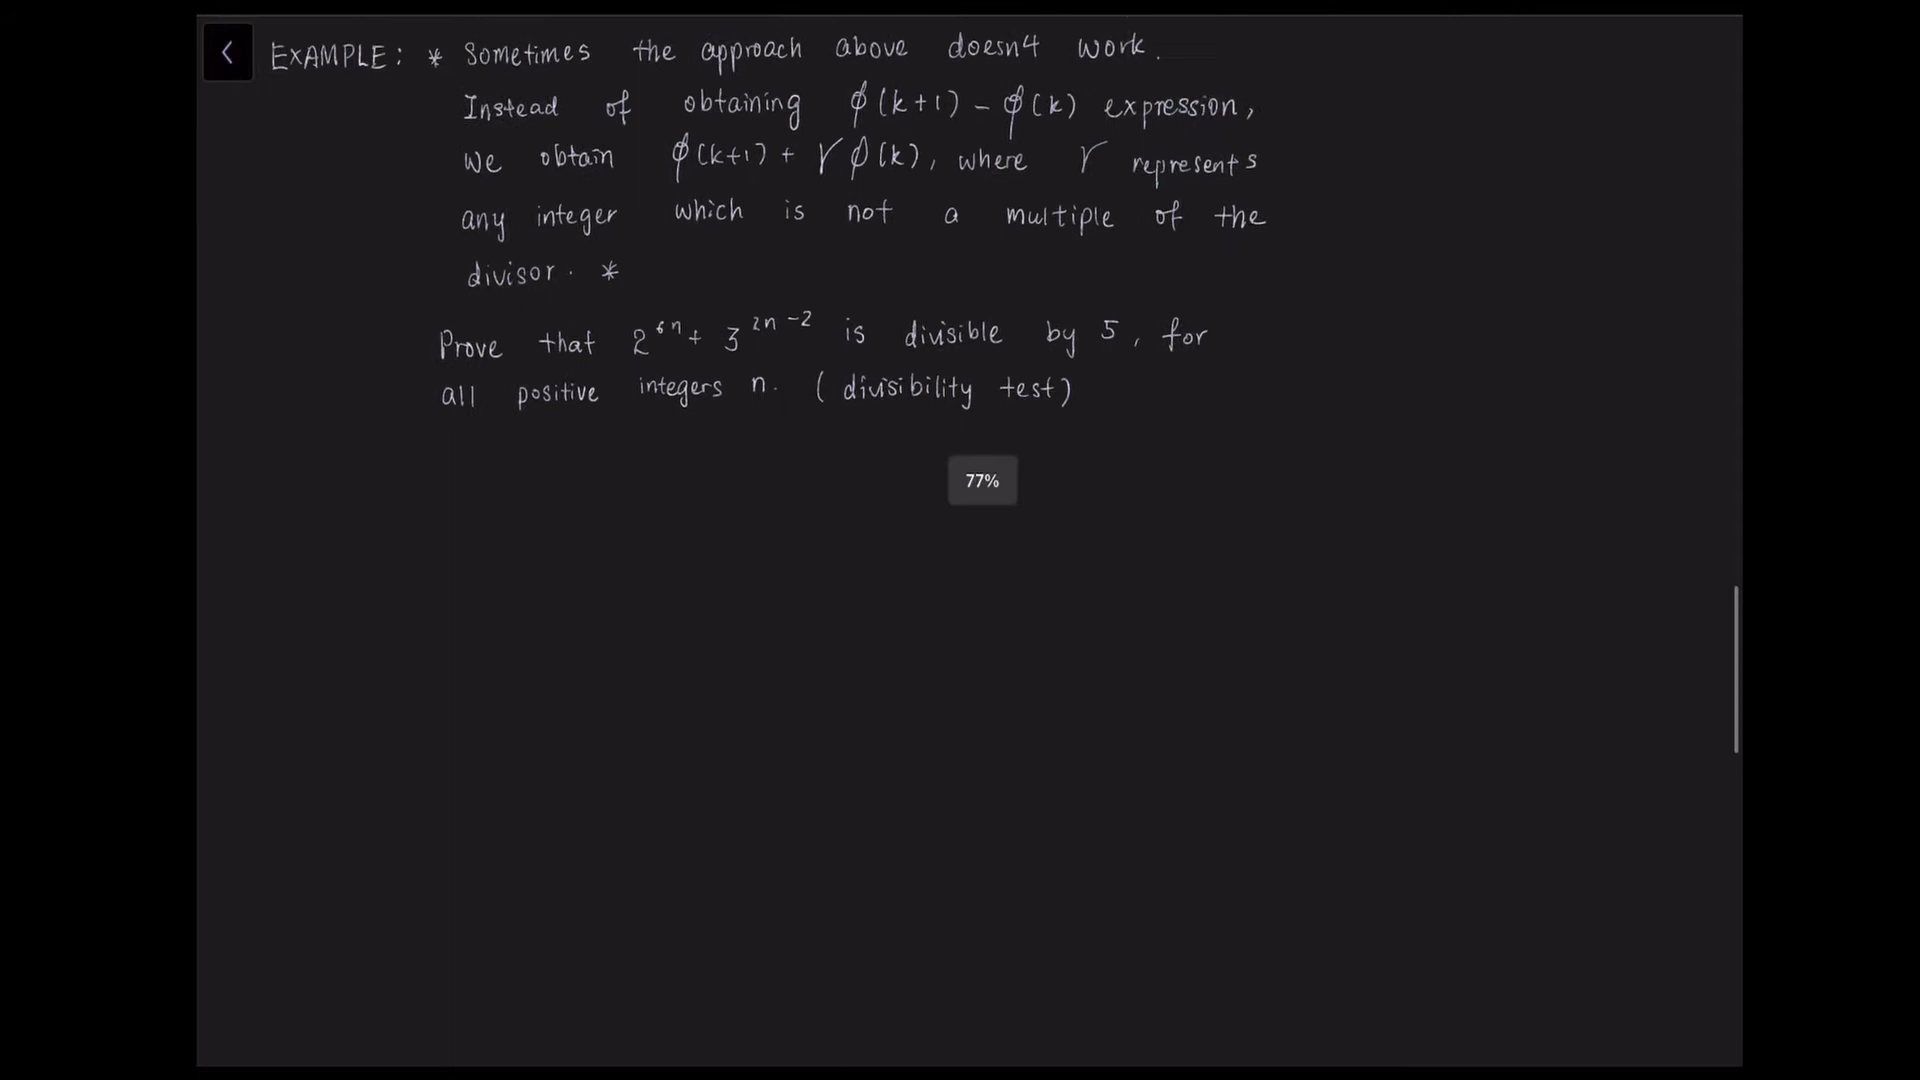 EXAMPLE: * Sometimes the approach above doesn4 work.
Instead of obtaining ϕ(k+1) - ϕ(k) expression,
We obtain ϕ(k+1) + γϕ(k), where γ represents
any integer which is not a multiple of the
divisor. *
Prove that 2^{6n} + 3^{2n-2} is divisible by 5, for
all positive integers n. (divisibility test)
77%